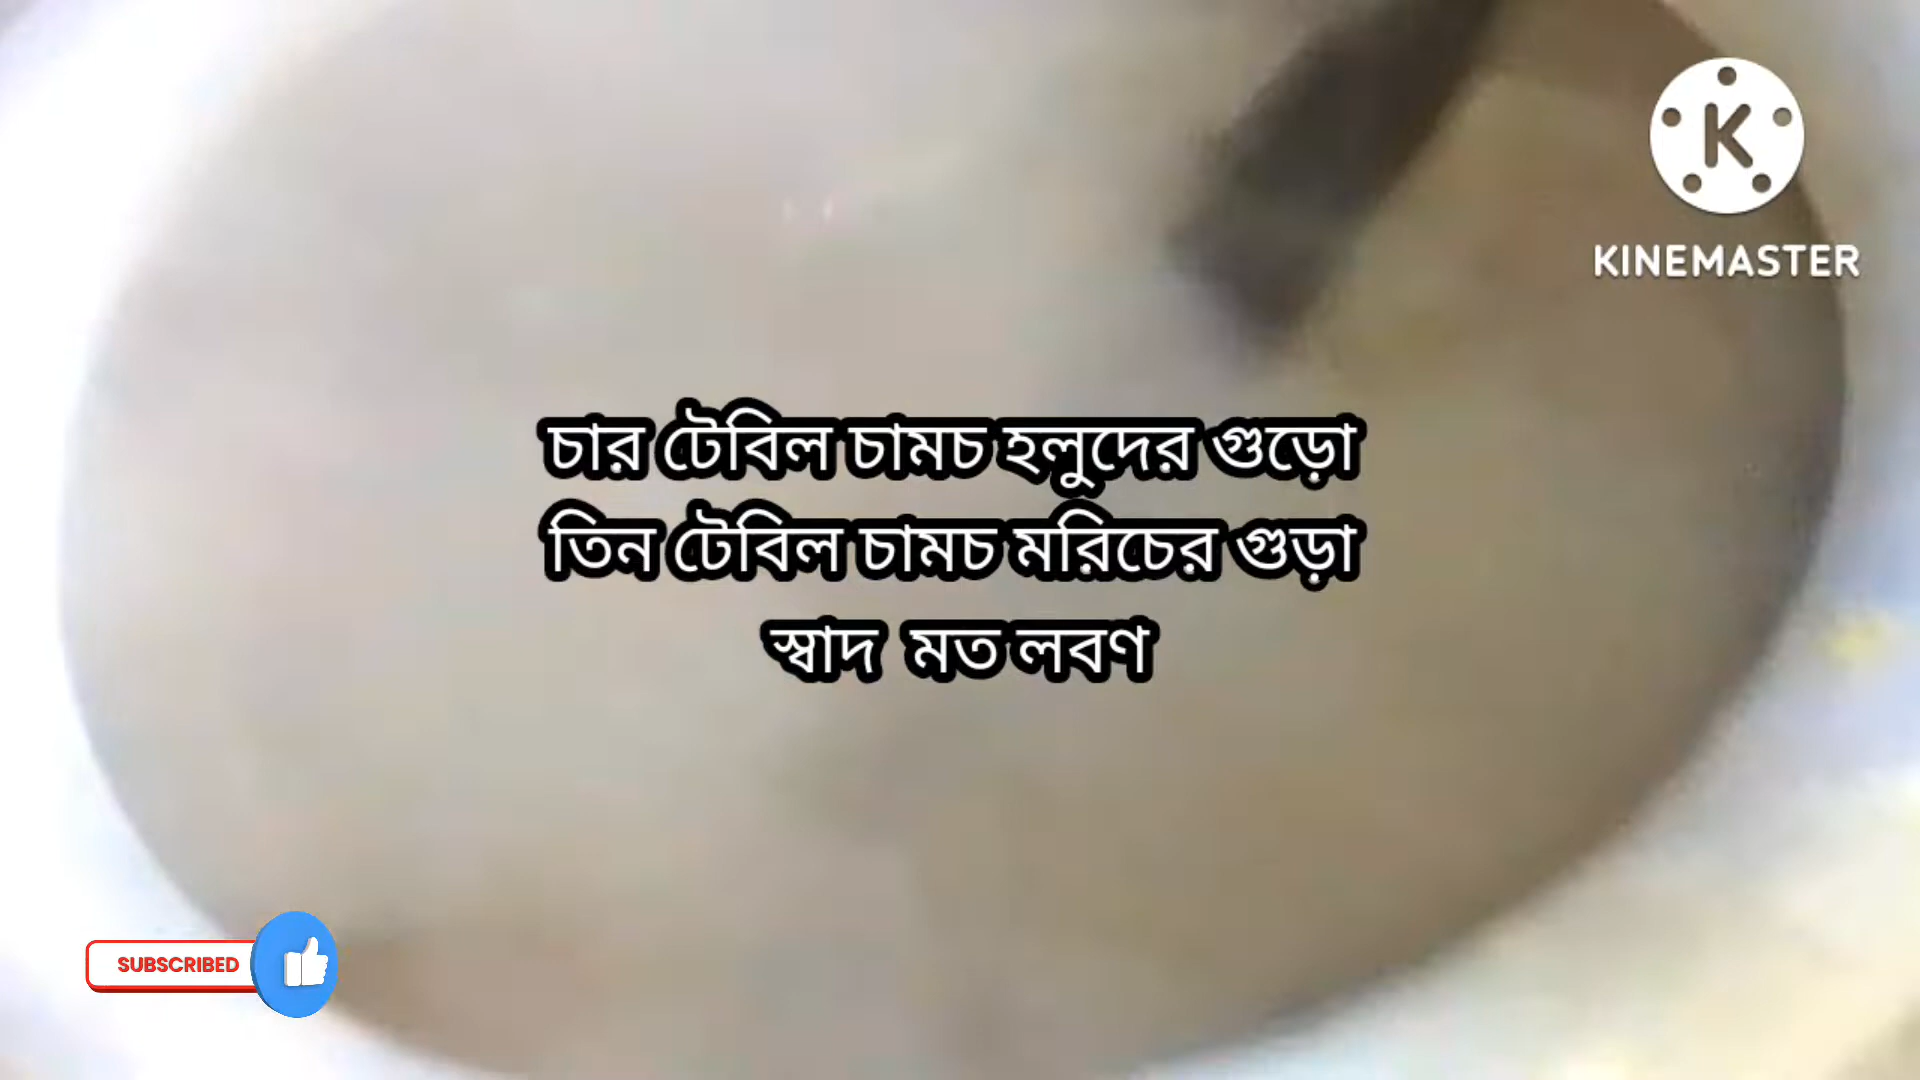 K
KINEMASTER
চার টেবিল চামচ হলুদের গুড়ো
তিন টেবিল চামচ মরিচের গুড়া
স্বাদ  মত লবণ
SUBSCRIBED